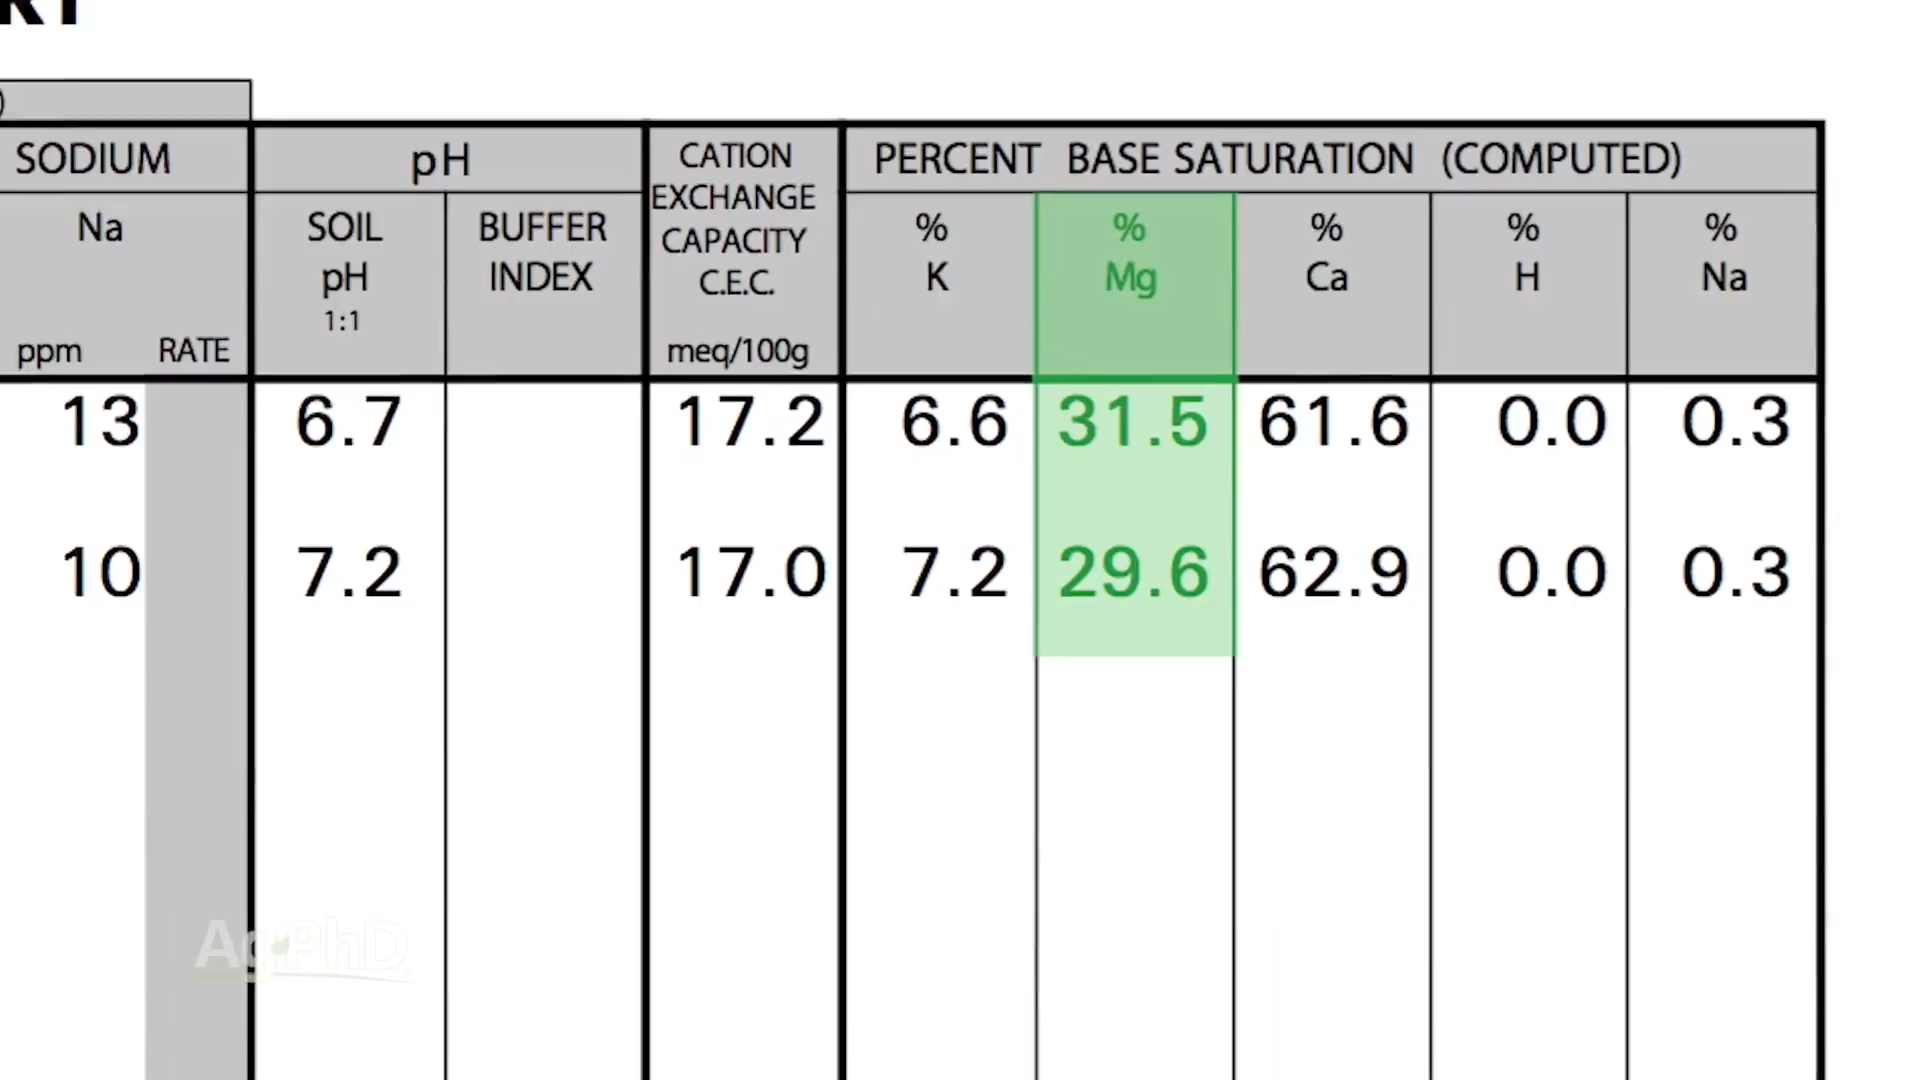 )
SODIUM pH CATION PERCENT BASE SATURATION (COMPUTED)
EXCHANGE
Na SOIL BUFFER CAPACITY % % % % %
pH INDEX C.E.C. K Mg Ca H Na
1:1
ppm RATE meq/100g
13 6.7 17.2 6.6 31.5 61.6 0.0 0.3
10 7.2 17.0 7.2 29.6 62.9 0.0 0.3
AgPhD